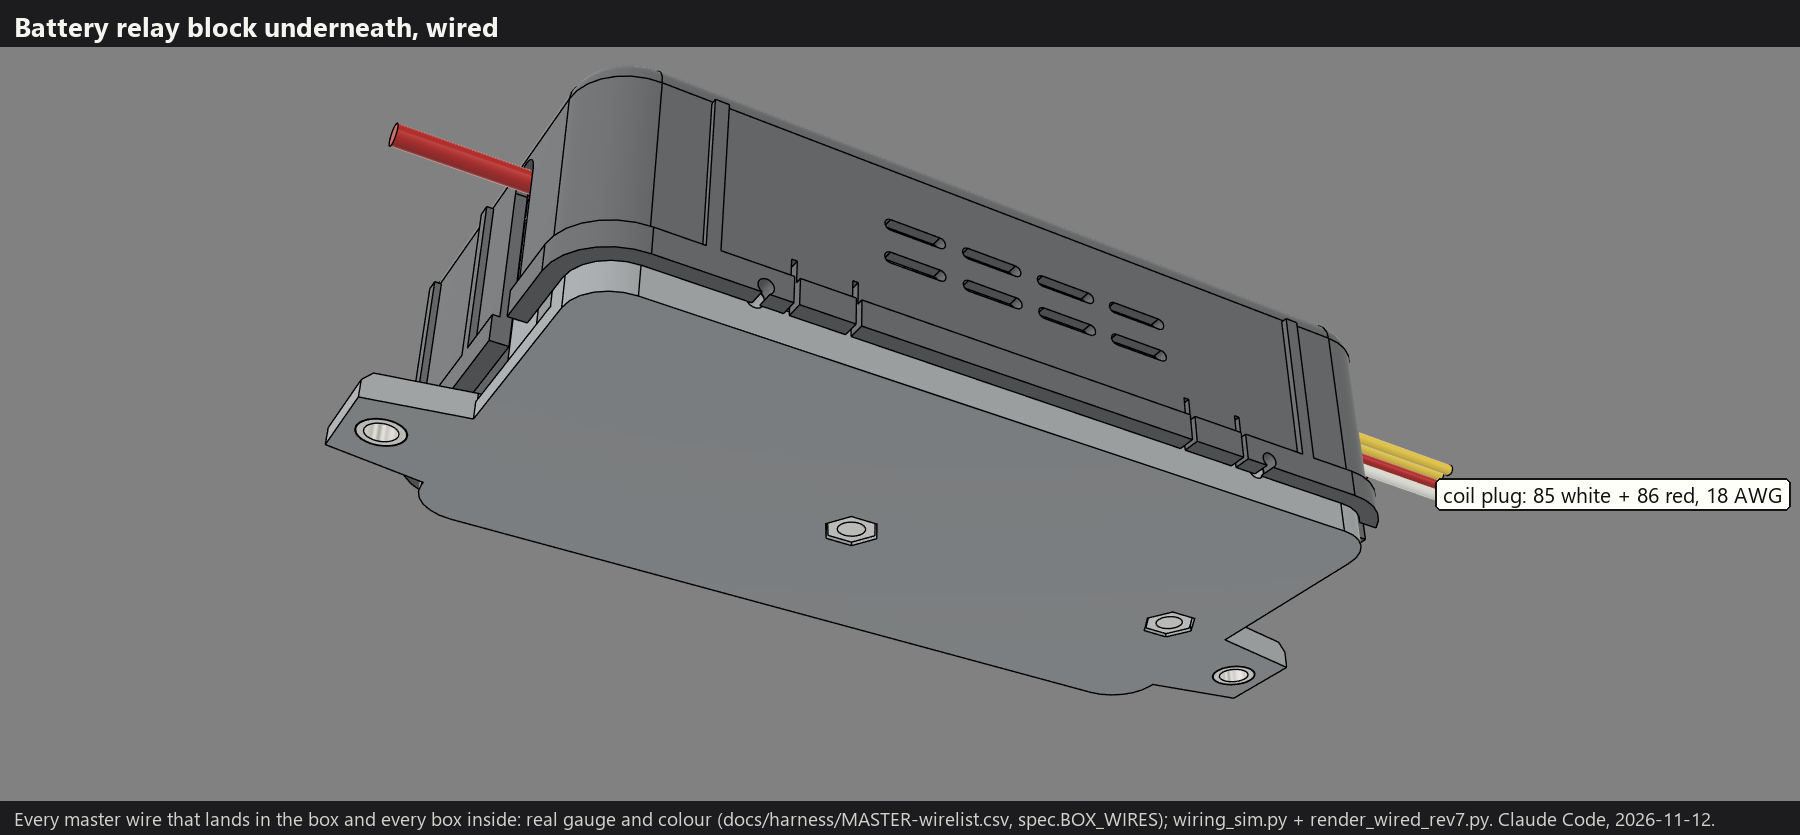 Battery relay block underneath, wired
coil plug: 85 white + 86 red, 18 AWG
Every master wire that lands in the box and every box inside: real gauge and colour (docs/harness/MASTER-wirelist.csv, spec.BOX_WIRES); wiring_sim.py + render_wired_rev7.py. Claude Code, 2026-11-12.